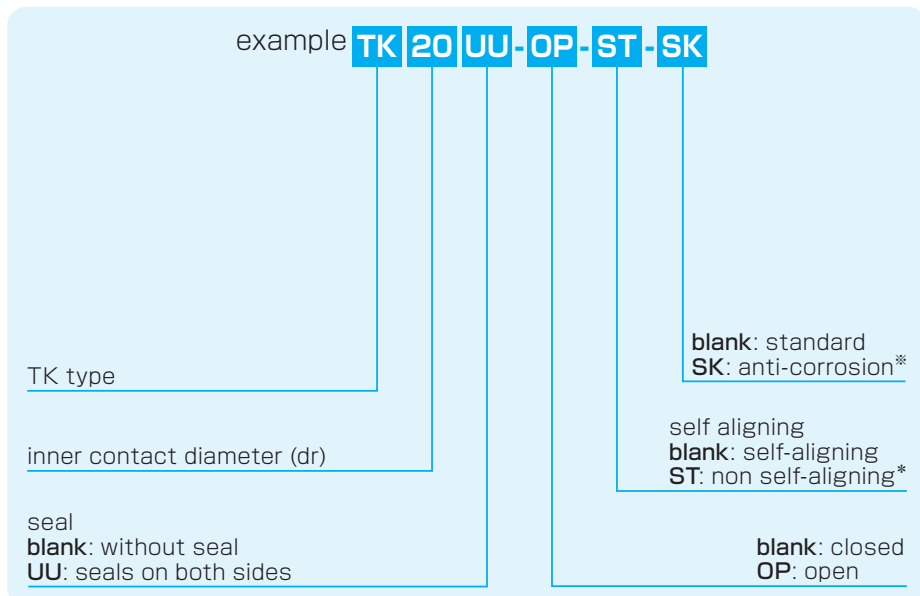 example TK 20 UU-OP-ST-SK
blank: standard
SK: anti-corrosion※
TK type
self aligning
blank: self-aligning
ST: non self-aligning*
inner contact diameter (dr)
seal
blank: without seal
UU: seals on both sides
blank: closed
OP: open